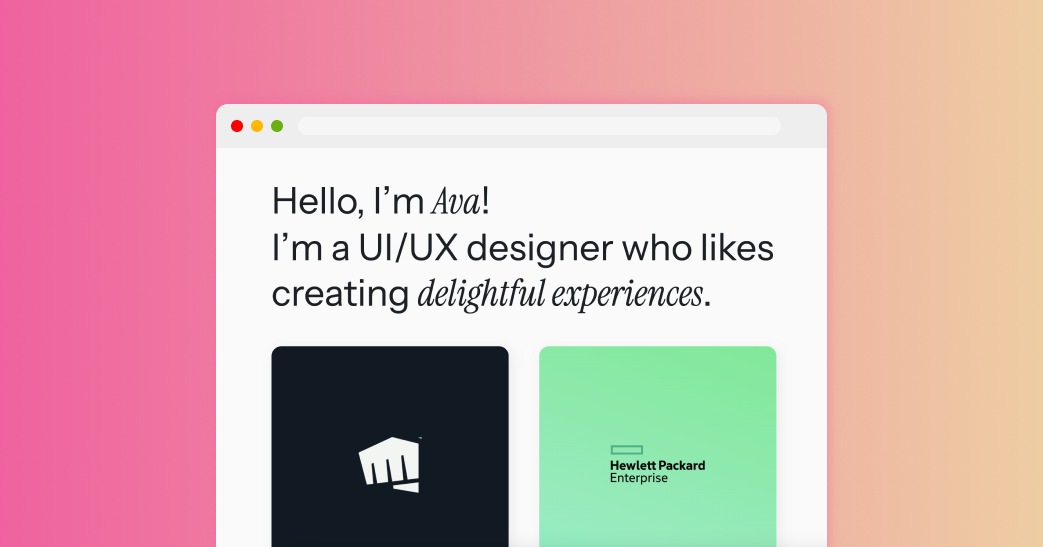 Hello, I’m Ava!
I’m a UI/UX designer who likes
creating delightful experiences.
Hewlett Packard
Enterprise